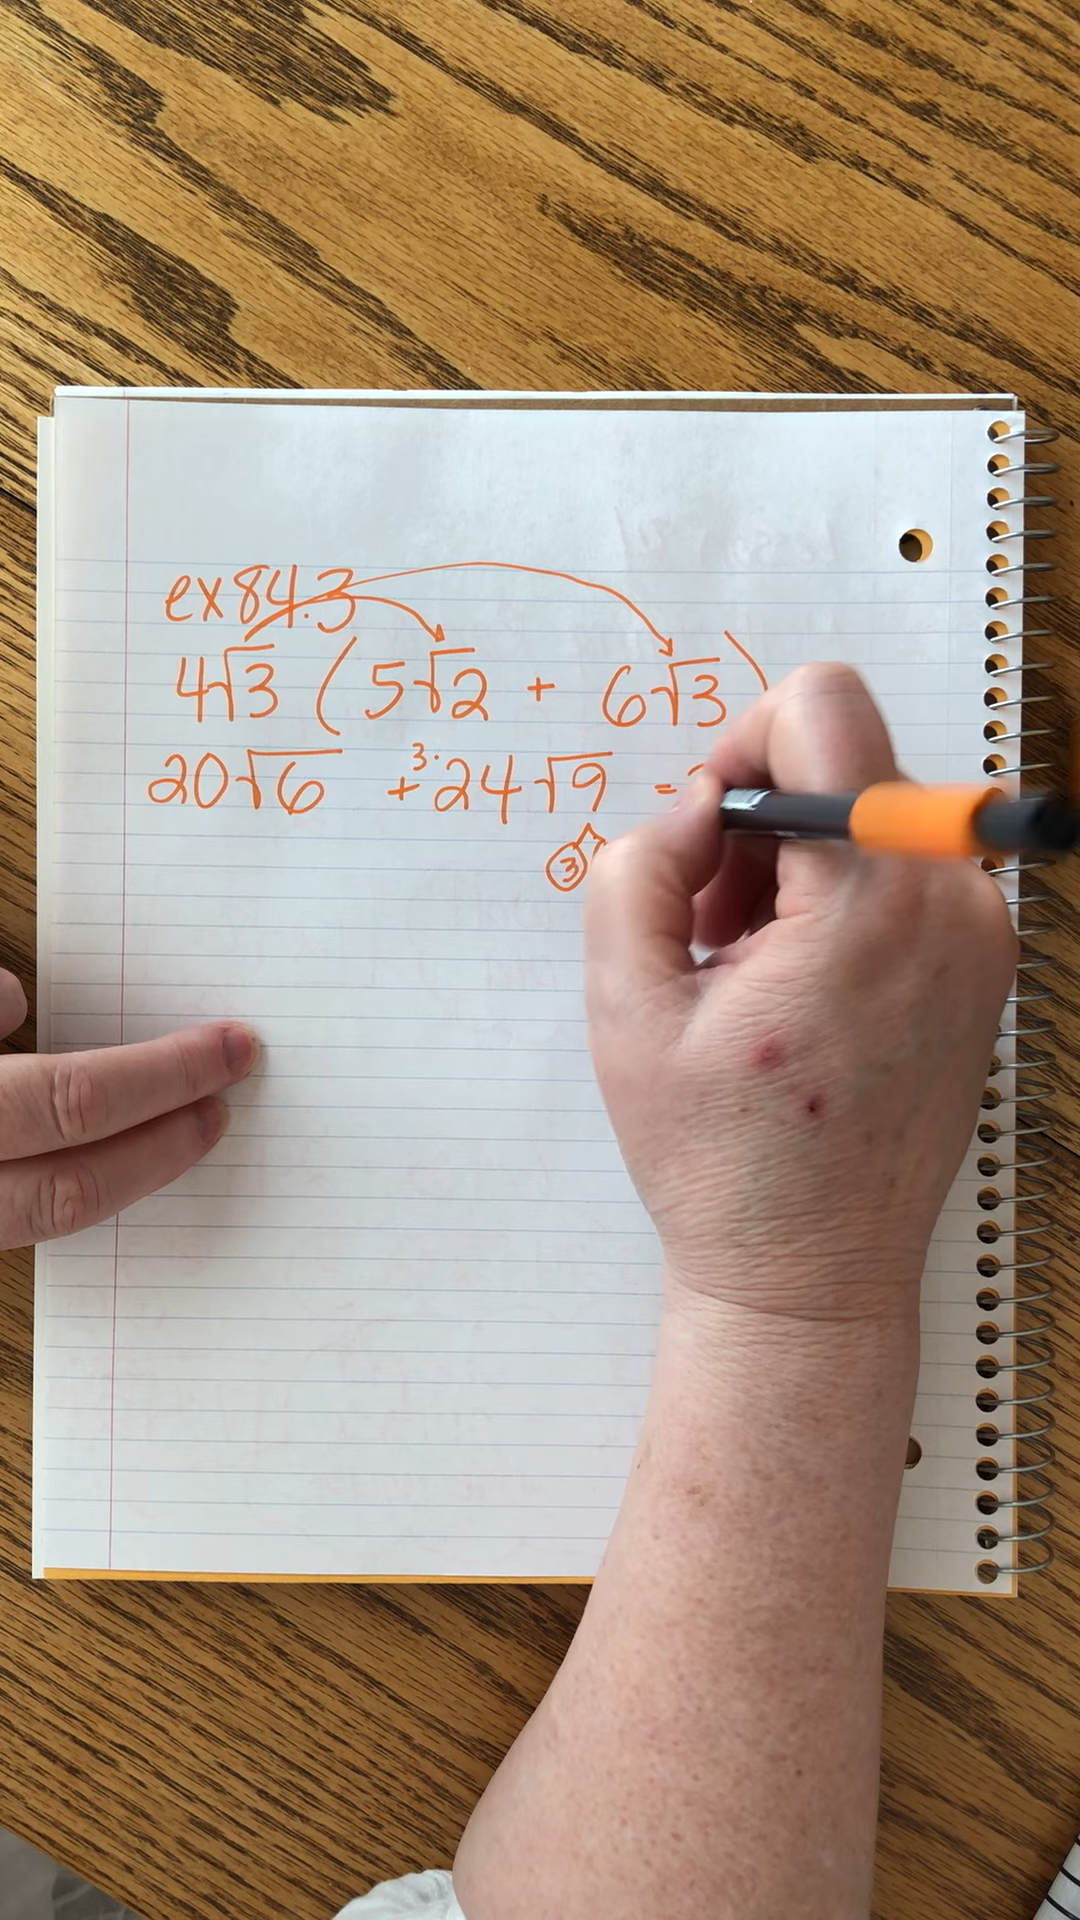 ex 84.3
4√3 (5√2 + 6√3)
20√6 + 3·24√9 =
3